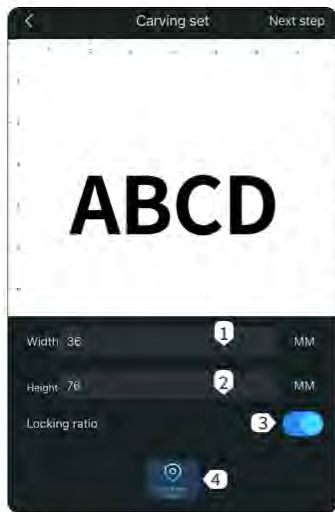 Carving set Next step
ABCD
Width 36 1 MM
Height 76 2 MM
Locking ratio 3
4